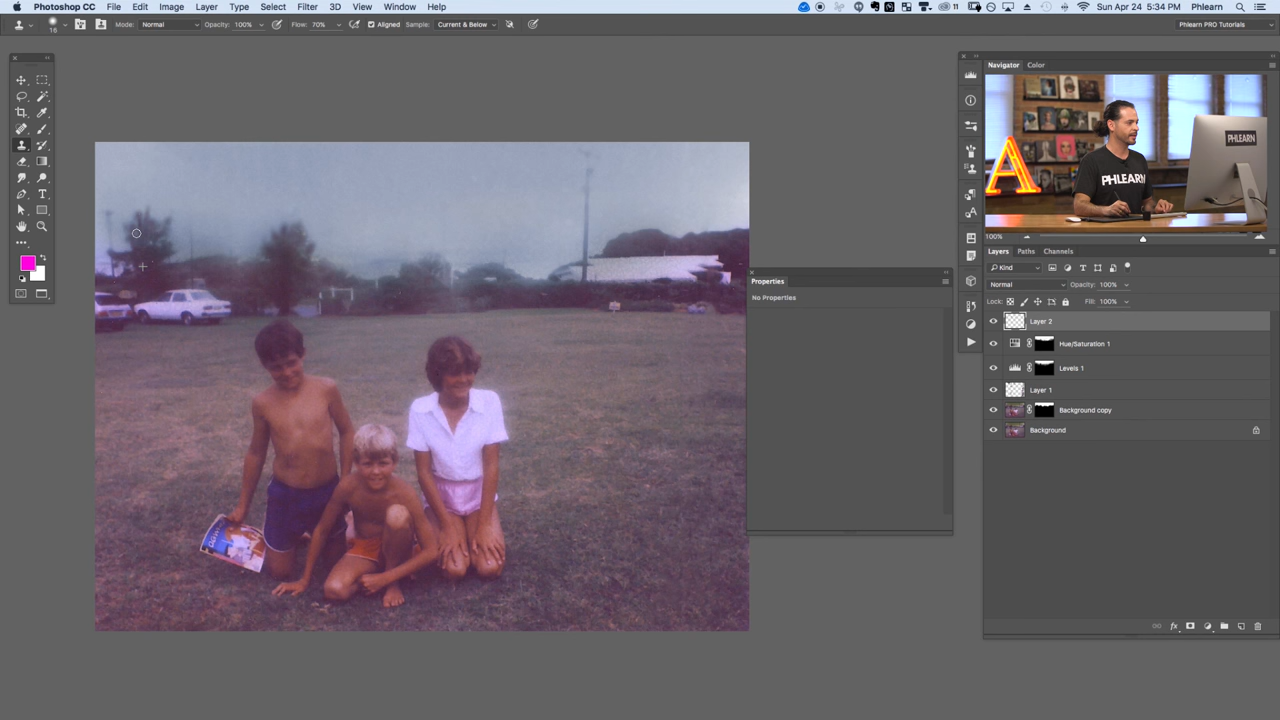 Photoshop CC File Edit Image Layer Type Select Filter 3D View Window Help 11 Sun Apr 24 5:34 PM Phlearn
16 Mode: Normal Opacity: 100% Flow: 70% Aligned Sample: Current & Below Phlearn PRO Tutorials
Navigator Color
PHLEARN
A
PHLEARN
100%
Layers Paths Channels
Kind
Normal Opacity: 100%
Lock: Fill: 100%
Layer 2
Hue/Saturation 1
Levels 1
Layer 1
Background copy
Background
Properties
No Properties